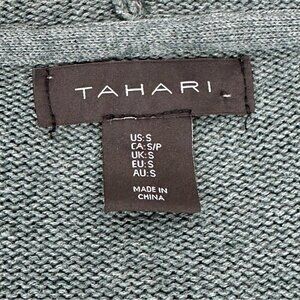 TAHARI
US:S
CA:S/P
UK:S
EU:S
AU:S
MADE IN
CHINA